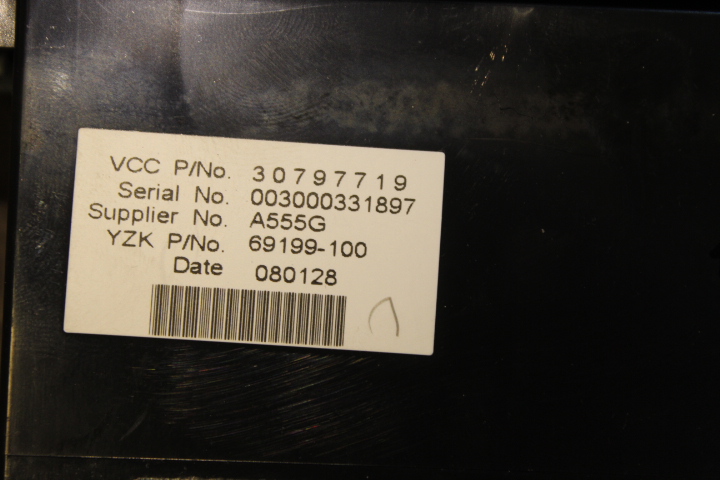 VCC P/No. 30797719
Serial No. 003000331897
Supplier No. A555G
YZK P/No. 69199-100
Date 080128